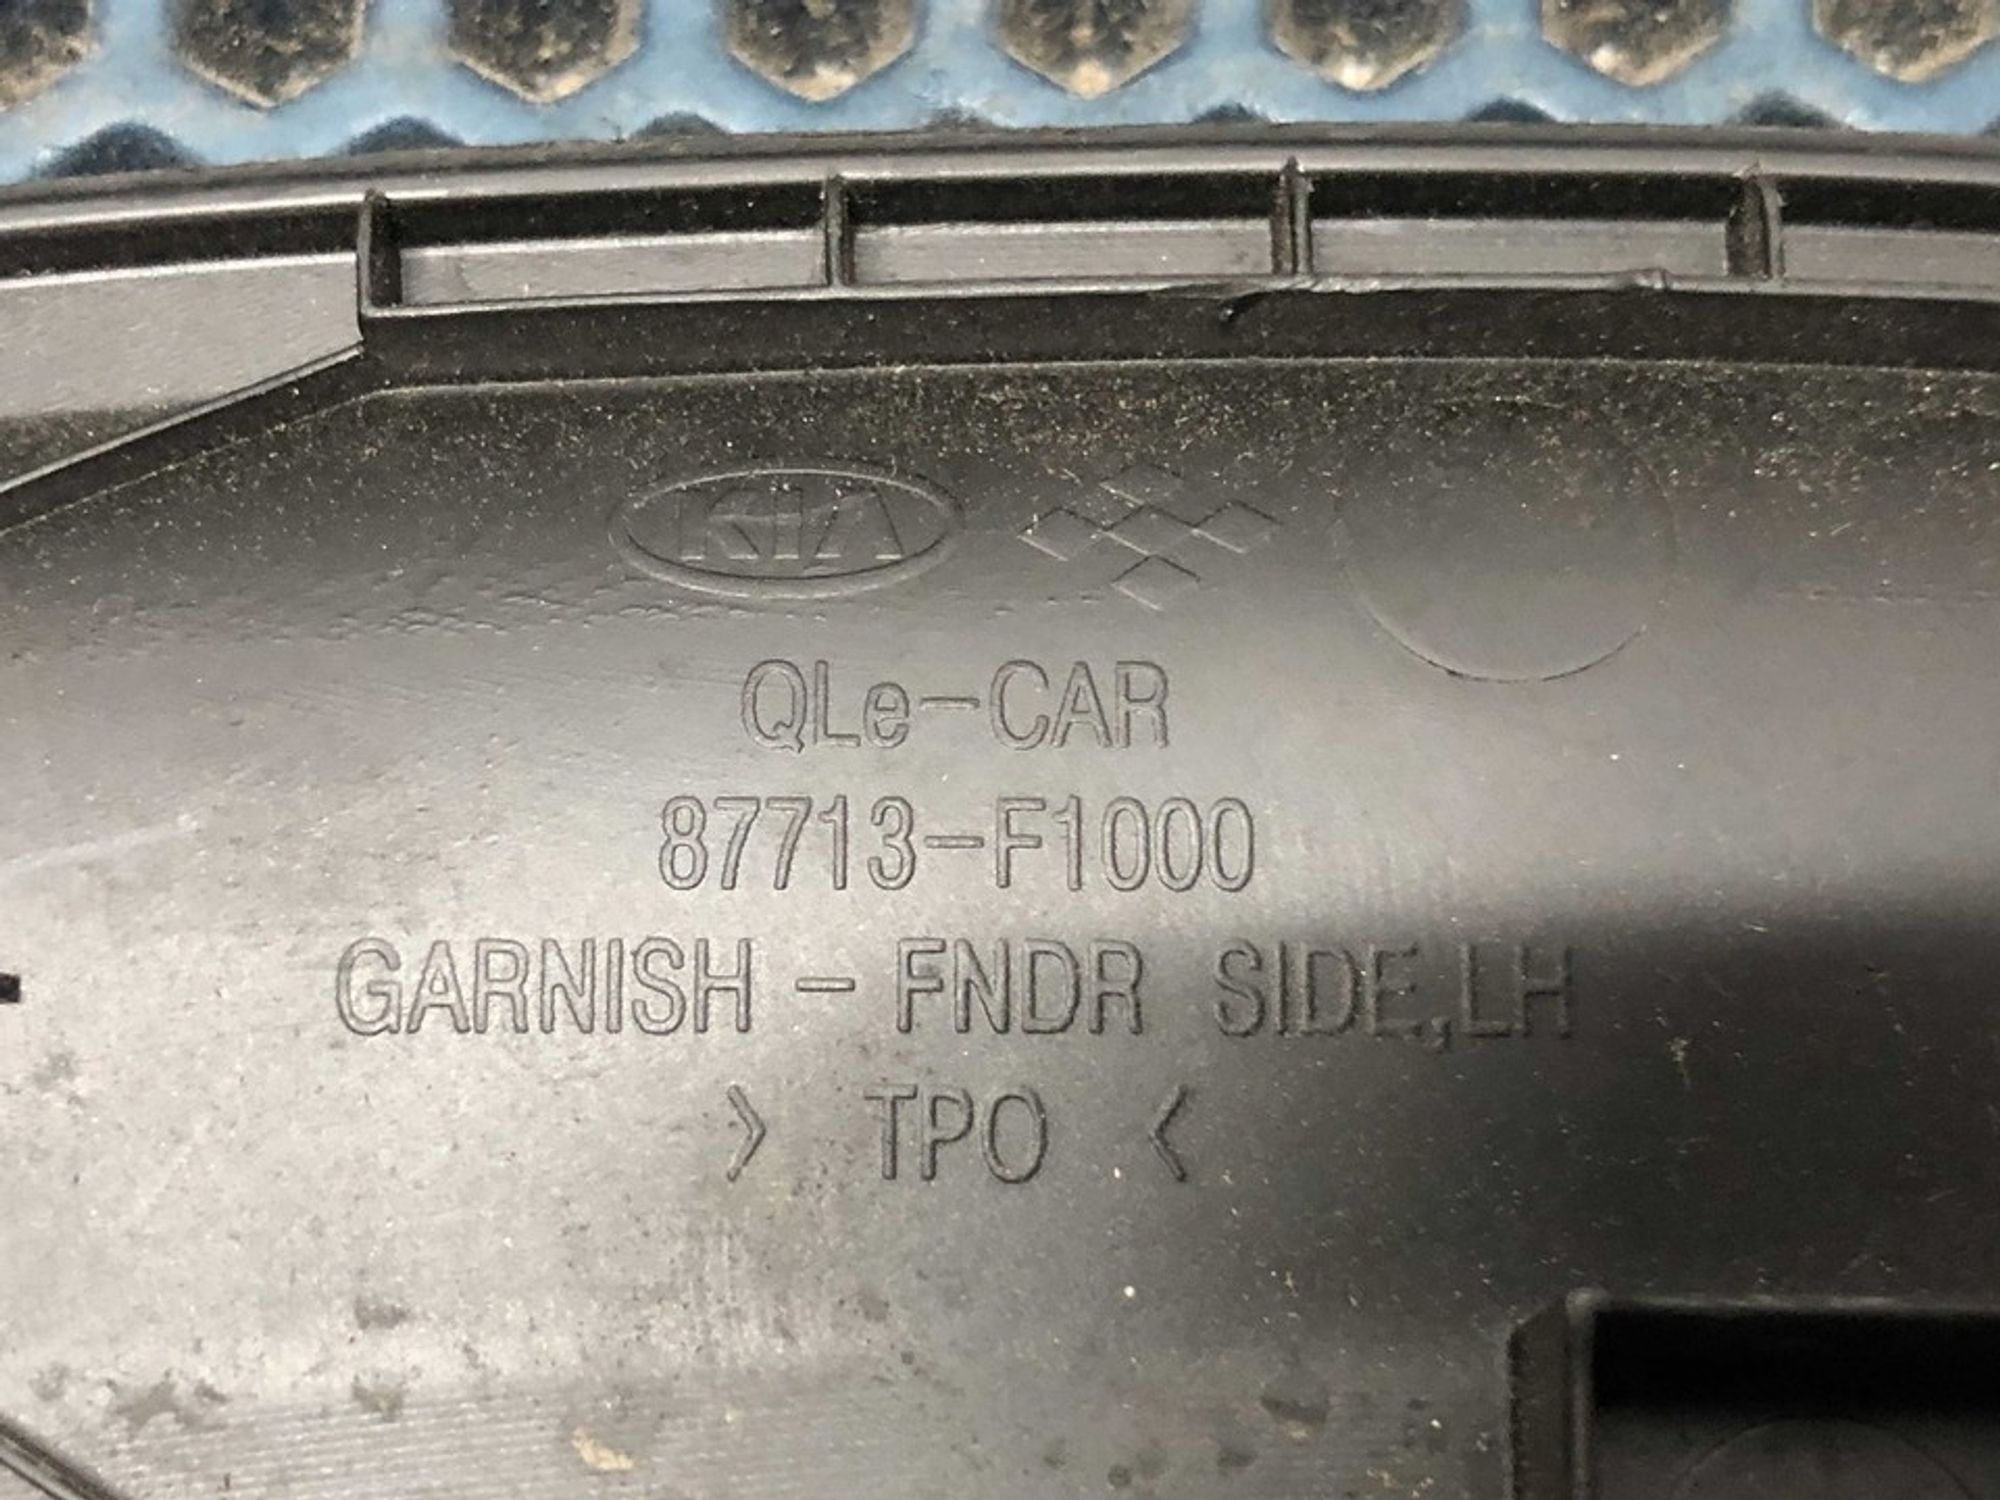 KIA
QLe-CAR
87713-F1000
GARNISH - FNDR SIDE,LH
> TPO <